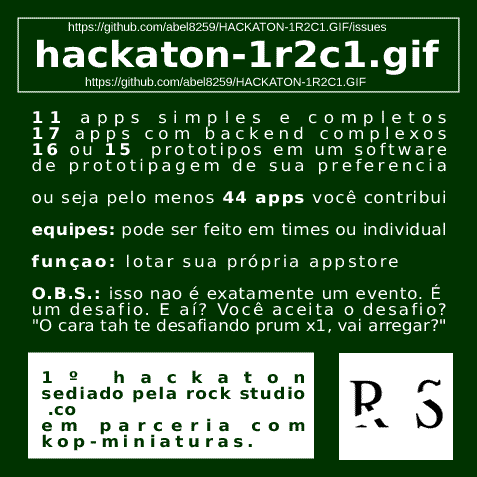 https://github.com/abel8259/HACKATON-1R2C1.GIF/issues
hackaton-1r2c1.gif
https://github.com/abel8259/HACKATON-1R2C1.GIF
11 apps simples e completos
17 apps com backend complexos
16 ou 15 prototipos em um software
de prototipagem de sua preferencia
ou seja pelo menos 44 apps você contribui
equipes: pode ser feito em times ou individual
funçao: lotar sua própria appstore
O.B.S.: isso nao é exatamente um evento. É
um desafio. E aí? Você aceita o desafio?
"O cara tah te desafiando prum x1, vai arregar?"
1º hackaton
sediado pela rock studio
.co
em parceria com
kop-miniaturas.
R S